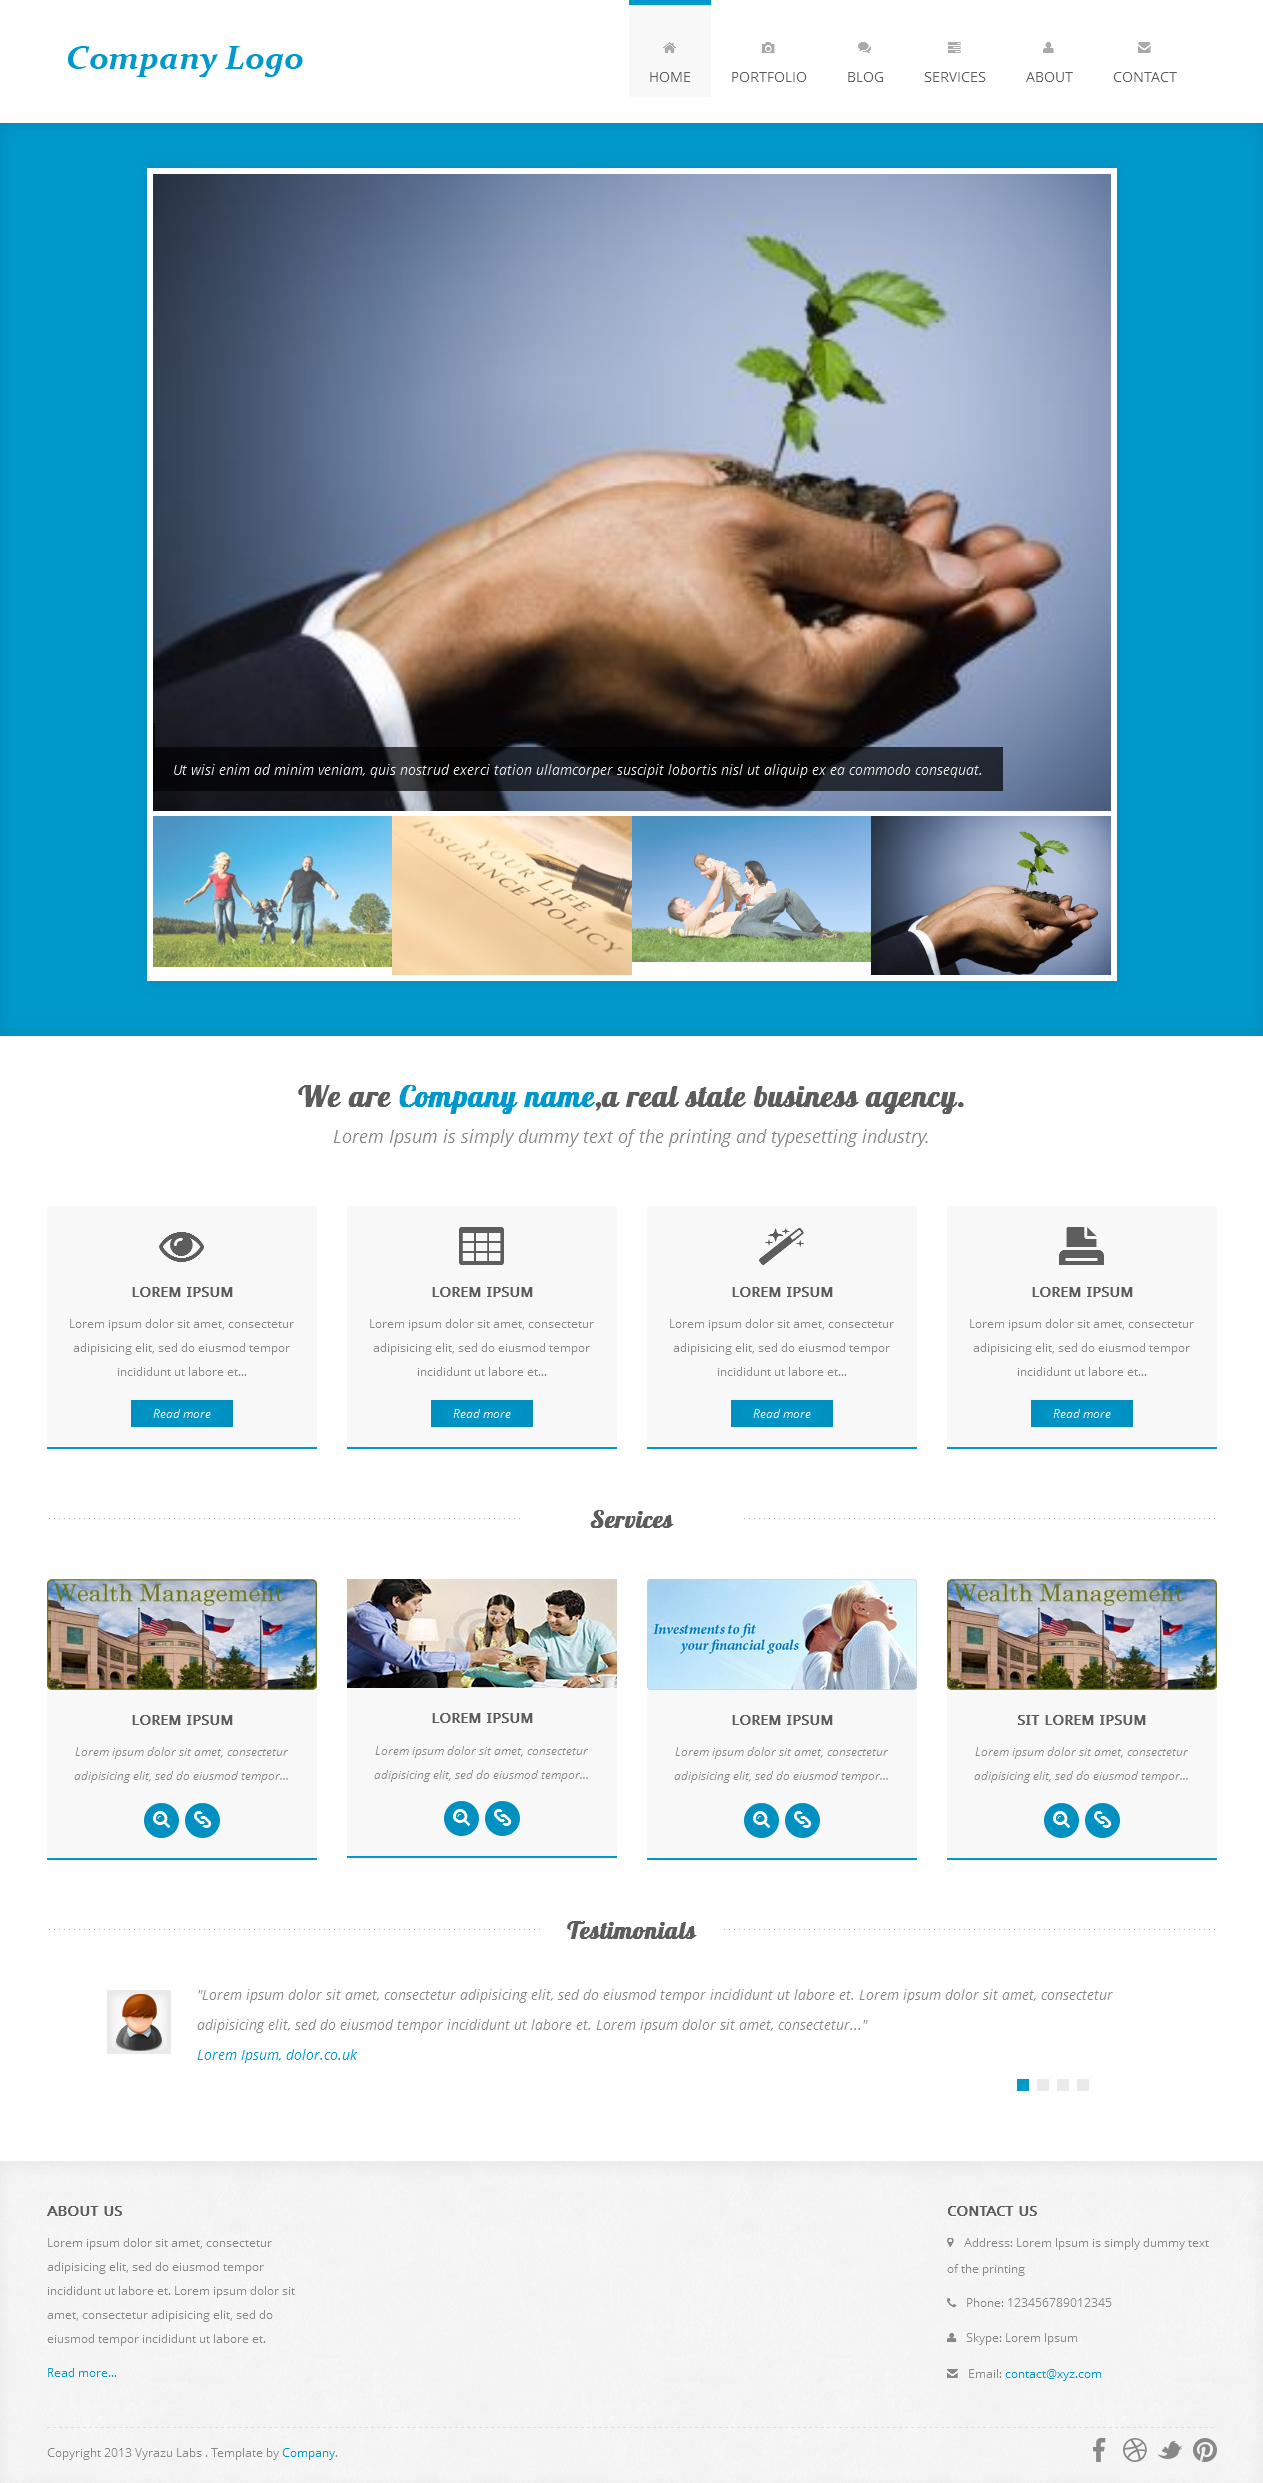 Company Logo
HOME PORTFOLIO BLOG SERVICES ABOUT CONTACT
Ut wisi enim ad minim veniam, quis nostrud exerci tation ullamcorper suscipit lobortis nisl ut aliquip ex ea commodo consequat.
YOUR LIFE
INSURANCE POLICY
We are Company name,a real state business agency.
Lorem Ipsum is simply dummy text of the printing and typesetting industry.
LOREM IPSUM
Lorem ipsum dolor sit amet, consectetur
adipisicing elit, sed do eiusmod tempor
incididunt ut labore et...
Read more
LOREM IPSUM
Lorem ipsum dolor sit amet, consectetur
adipisicing elit, sed do eiusmod tempor
incididunt ut labore et...
Read more
LOREM IPSUM
Lorem ipsum dolor sit amet, consectetur
adipisicing elit, sed do eiusmod tempor
incididunt ut labore et...
Read more
LOREM IPSUM
Lorem ipsum dolor sit amet, consectetur
adipisicing elit, sed do eiusmod tempor
incididunt ut labore et...
Read more
Services
Wealth Management
LOREM IPSUM
Lorem ipsum dolor sit amet, consectetur
adipisicing elit, sed do eiusmod tempor...
LOREM IPSUM
Lorem ipsum dolor sit amet, consectetur
adipisicing elit, sed do eiusmod tempor...
Investments to fit
your financial goals
LOREM IPSUM
Lorem ipsum dolor sit amet, consectetur
adipisicing elit, sed do eiusmod tempor...
Wealth Management
SIT LOREM IPSUM
Lorem ipsum dolor sit amet, consectetur
adipisicing elit, sed do eiusmod tempor...
Testimonials
"Lorem ipsum dolor sit amet, consectetur adipisicing elit, sed do eiusmod tempor incididunt ut labore et. Lorem ipsum dolor sit amet, consectetur
adipisicing elit, sed do eiusmod tempor incididunt ut labore et. Lorem ipsum dolor sit amet, consectetur..."
Lorem Ipsum, dolor.co.uk
ABOUT US
Lorem ipsum dolor sit amet, consectetur
adipisicing elit, sed do eiusmod tempor
incididunt ut labore et. Lorem ipsum dolor sit
amet, consectetur adipisicing elit, sed do
eiusmod tempor incididunt ut labore et.
Read more...
CONTACT US
Address: Lorem Ipsum is simply dummy text
of the printing
Phone: 123456789012345
Skype: Lorem Ipsum
Email: contact@xyz.com
Copyright 2013 Vyrazu Labs . Template by Company.